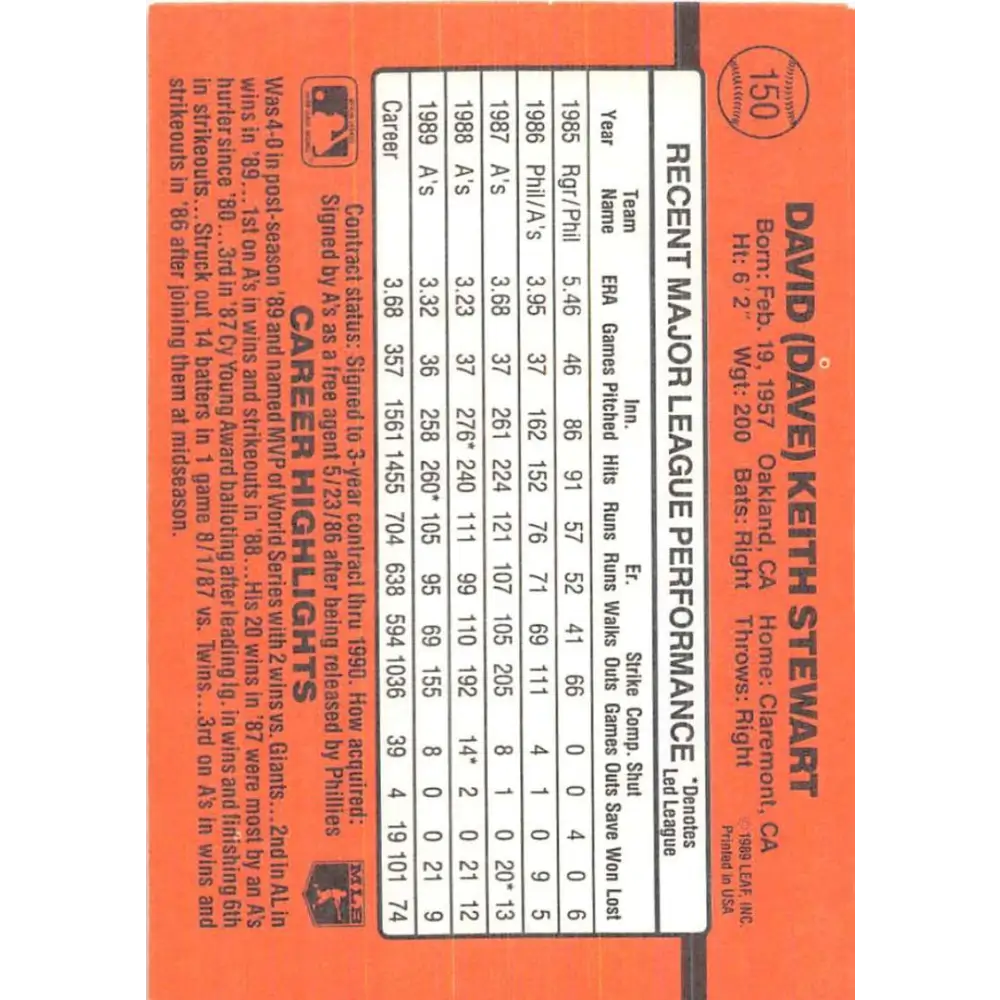 150
DAVID (DAVE) KEITH STEWART
Born: Feb. 19, 1957 Oakland, CA Home: Claremont, CA
Ht: 6'2" Wgt: 200 Bats: Right Throws: Right
© 1989 LEAF, INC.
Printed in USA
RECENT MAJOR LEAGUE PERFORMANCE *Denotes Led League
Team Inn. Er. Strike Comp. Shut
Year Name ERA Games Pitched Hits Runs Runs Walks Outs Games Outs Save Won Lost
1985 Rgr/Phil 5.46 46 86 91 57 52 41 66 0 0 4 0 6
1986 Phil/A's 3.95 37 162 152 76 71 69 111 4 1 0 9 5
1987 A's 3.68 37 261 224 121 107 105 205 8 1 0 20* 13
1988 A's 3.23 37 276* 240 111 99 110 192 14* 2 0 21 12
1989 A's 3.32 36 258 260* 105 95 69 155 8 0 0 21 9
Career 3.68 357 1561 1455 704 638 594 1036 39 4 19 101 74
Contract status: Signed to 3-year contract thru 1990. How acquired:
Signed by A's as a free agent 5/23/86 after being released by Phillies
MLB
CAREER HIGHLIGHTS
Was 4-0 in post-season '89 and named MVP of World Series with 2 wins vs. Giants...2nd in AL in
wins in '89...1st on A's in wins and strikeouts in '88...His 20 wins in '87 were most by an A's
hurler since '80...3rd in '87 Cy Young Award balloting after leading lg. in wins and finishing 6th
in strikeouts...Struck out 14 batters in 1 game 8/1/87 vs. Twins...3rd on A's in wins and
strikeouts in '86 after joining them at midseason.